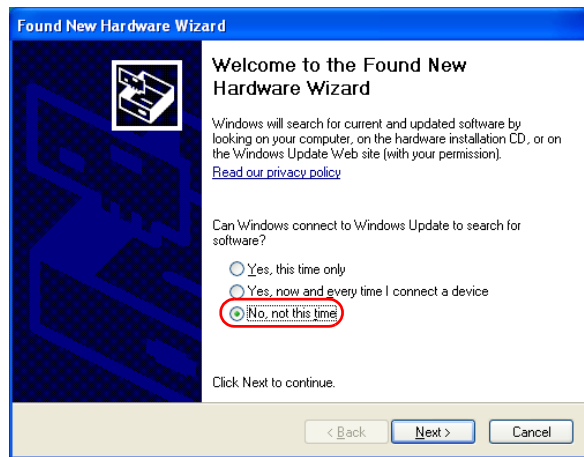 Found New Hardware Wizard
Welcome to the Found New
Hardware Wizard
Windows will search for current and updated software by
looking on your computer, on the hardware installation CD, or on
the Windows Update Web site (with your permission).
Read our privacy policy
Can Windows connect to Windows Update to search for
software?
Yes, this time only
Yes, now and every time I connect a device
No, not this time
Click Next to continue.
< Back
Next >
Cancel